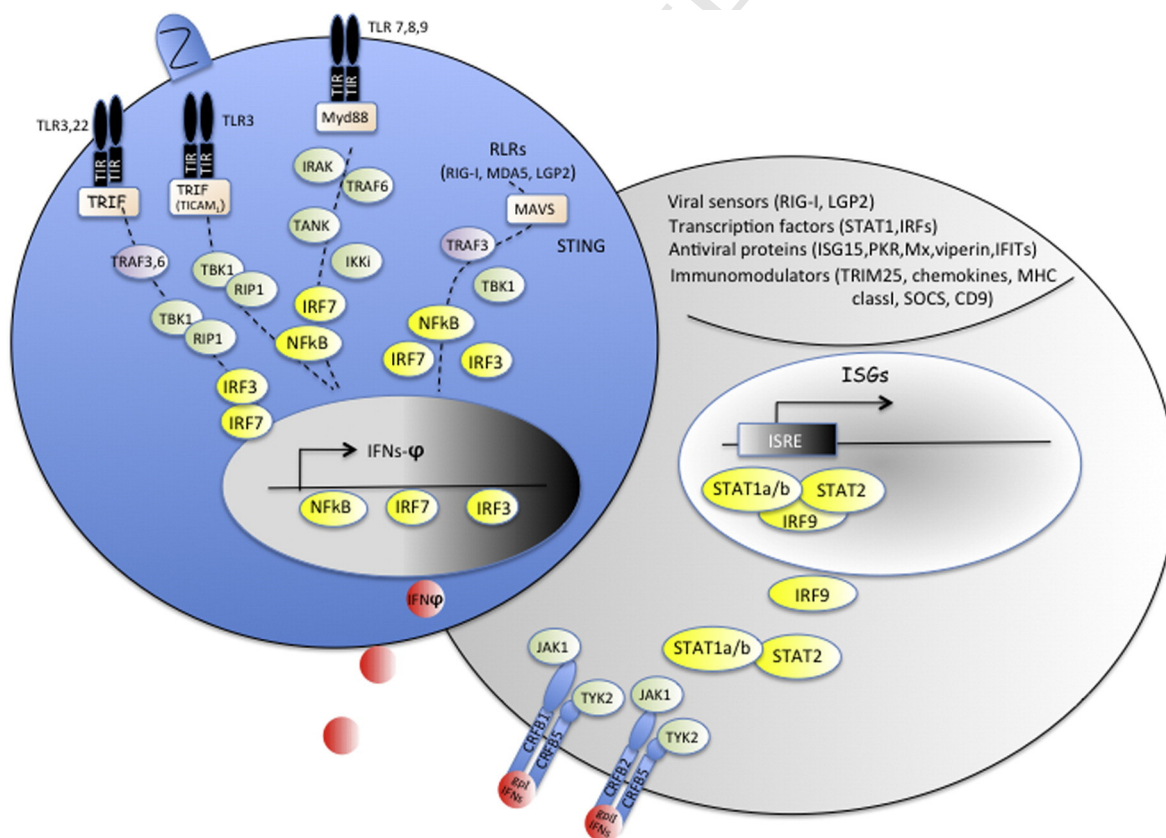 TLR 7,8,9
TIR
TIR
Myd88
TLR3,22
TIR
TIR
TRIF
TLR3
TIR
TIR
TRIF
(TICAM1)
IRAK
TRAF6
TANK
IKKi
IRF7
NFkB
TRAF3,6
TBK1
RIP1
TBK1
RIP1
IRF3
IRF7
RLRs
(RIG-I, MDA5, LGP2)
MAVS
STING
TRAF3
TBK1
NFkB
IRF7
IRF3
IFNs-φ
NFkB
IRF7
IRF3
IFNφ
Viral sensors (RIG-I, LGP2)
Transcription factors (STAT1,IRFs)
Antiviral proteins (ISG15,PKR,Mx,viperin,IFITs)
Immunomodulators (TRIM25, chemokines, MHC
classI, SOCS, CD9)
ISGs
ISRE
STAT1a/b
STAT2
IRF9
IRF9
STAT1a/b
STAT2
JAK1
TYK2
CRFB1
CRFB5
gpI
IFNs
JAK1
TYK2
CRFB2
CRFB5
gpII
IFNs